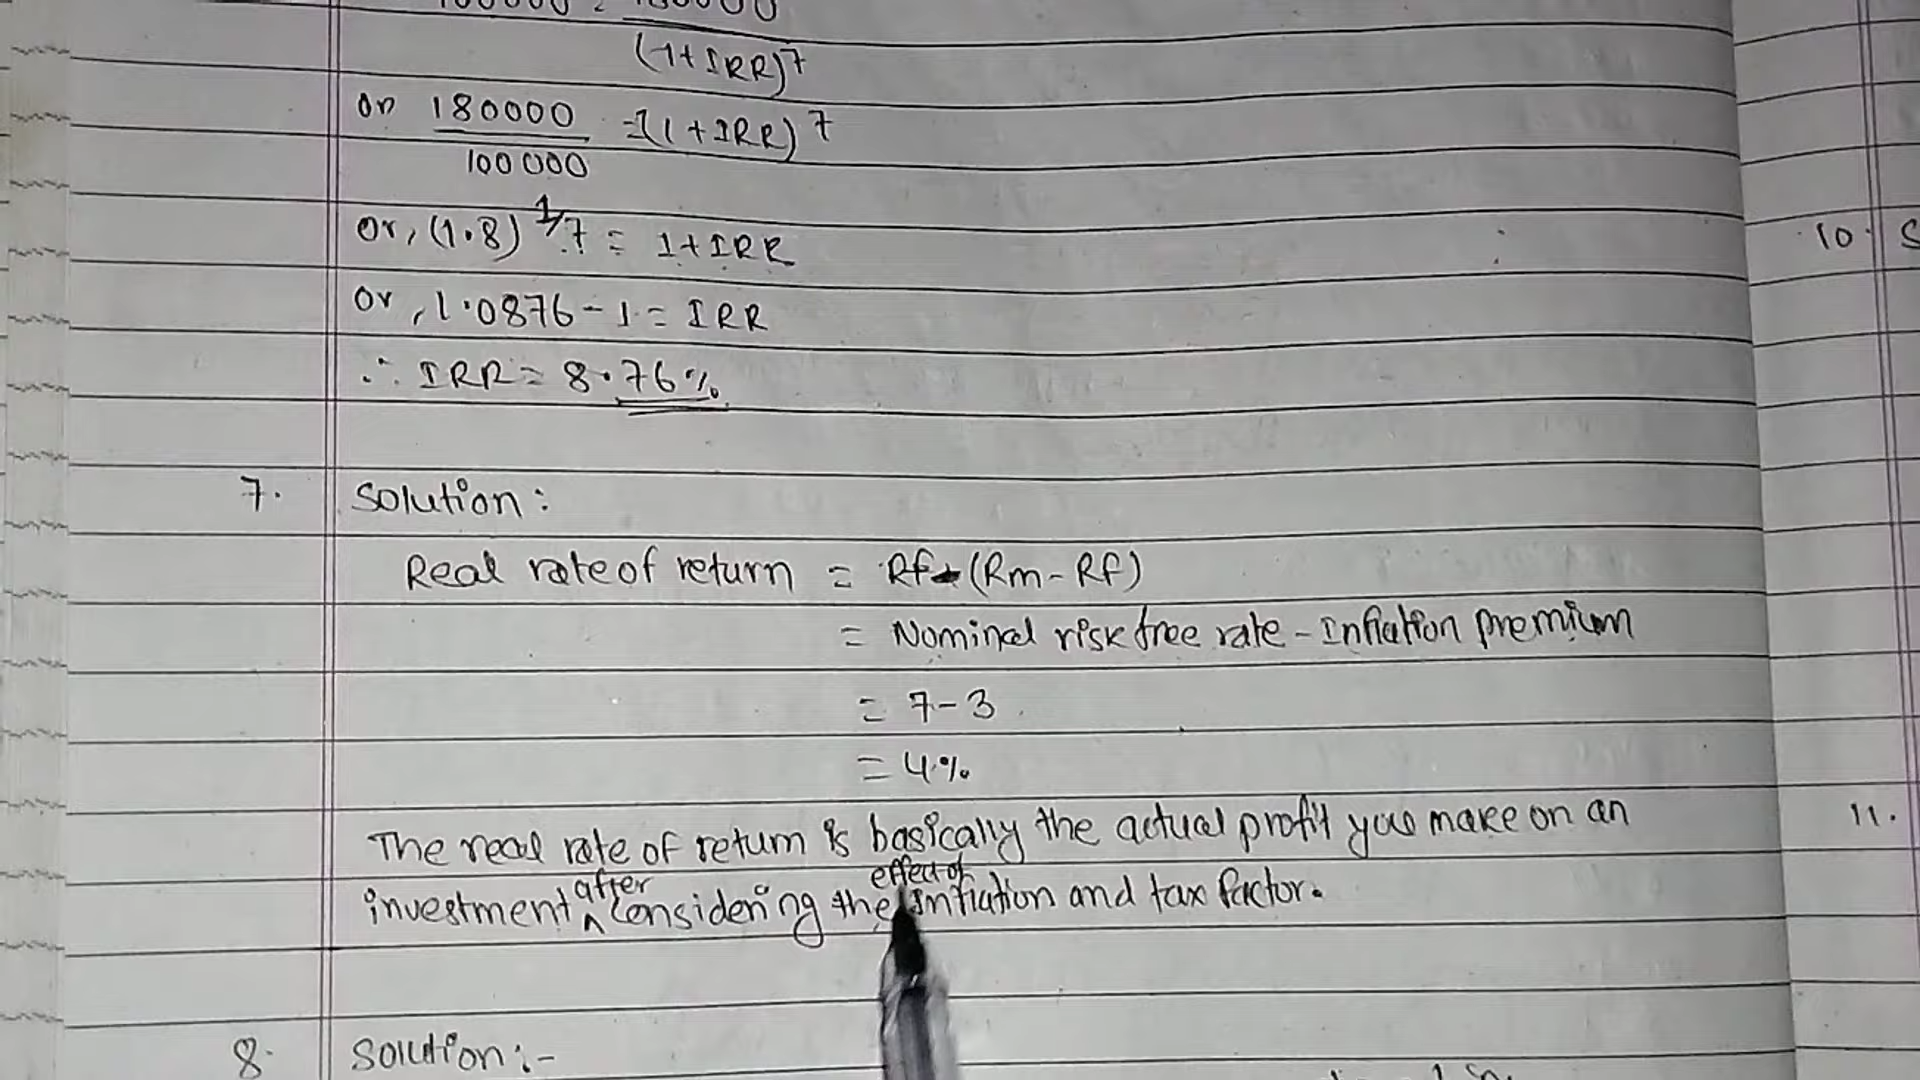 (1+IRR)7
or 180000 = 1(1+IRR)7
100000
or, (1.8) 1/7 = 1+IRR
or, 1.0876-1 = IRR
∴ IRR = 8.76%
7. Solution:
Real rate of return = Rf-(Rm-Rf)
= Nominal risk free rate - Inflation premium
= 7-3
= 4%
The real rate of return is basically the actual profit you make on an
investment after considering the effect of inflation and tax factor.
8. Solution:-
10.
11.